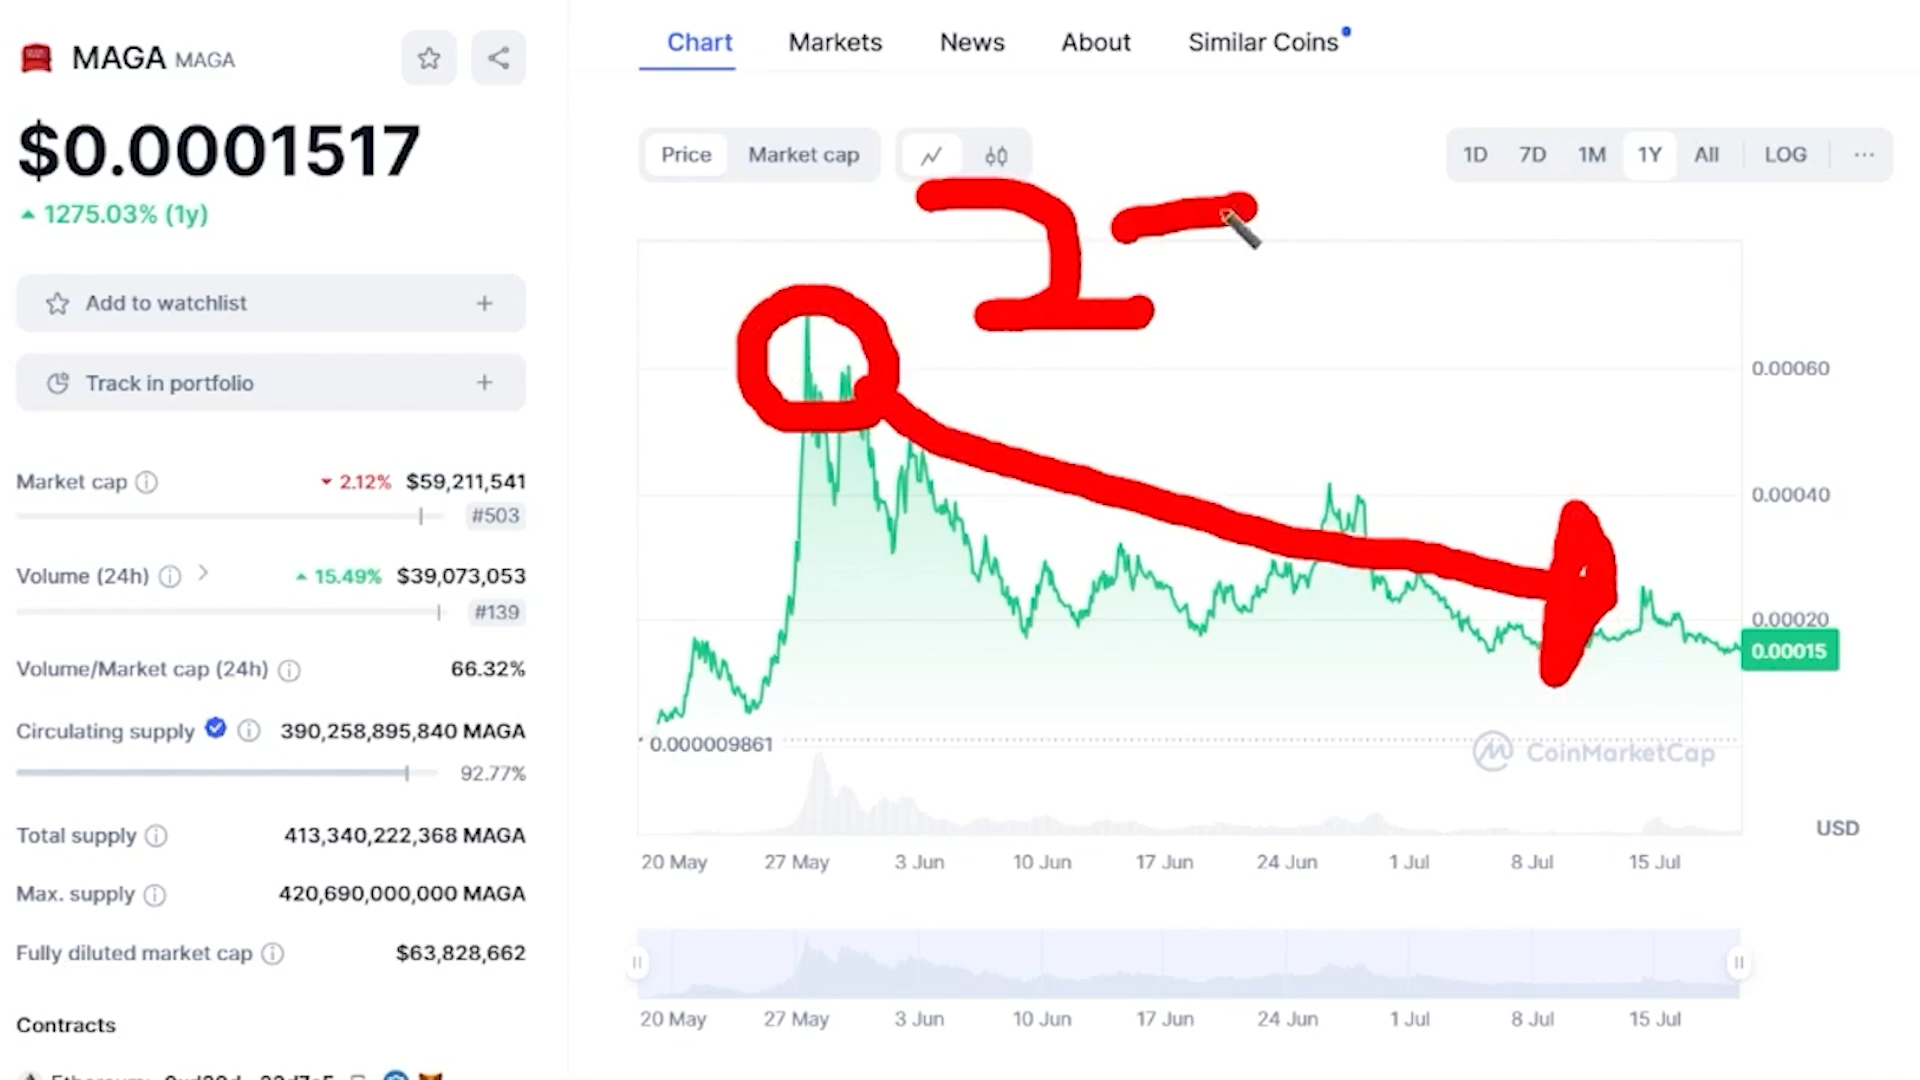 MAGA MAGA
$0.0001517
1275.03% (1y)
Add to watchlist +
Track in portfolio +
Market cap 2.12% $59,211,541
#503
Volume (24h) 15.49% $39,073,053
#139
Volume/Market cap (24h) 66.32%
Circulating supply 390,258,895,840 MAGA
92.77%
Total supply 413,340,222,368 MAGA
Max. supply 420,690,000,000 MAGA
Fully diluted market cap $63,828,662
Contracts
Chart Markets News About Similar Coins
Price Market cap
1D 7D 1M 1Y All LOG ...
0.00060
0.00040
0.00020
0.00015
0.000009861
CoinMarketCap
USD
20 May 27 May 3 Jun 10 Jun 17 Jun 24 Jun 1 Jul 8 Jul 15 Jul
20 May 27 May 3 Jun 10 Jun 17 Jun 24 Jun 1 Jul 8 Jul 15 Jul